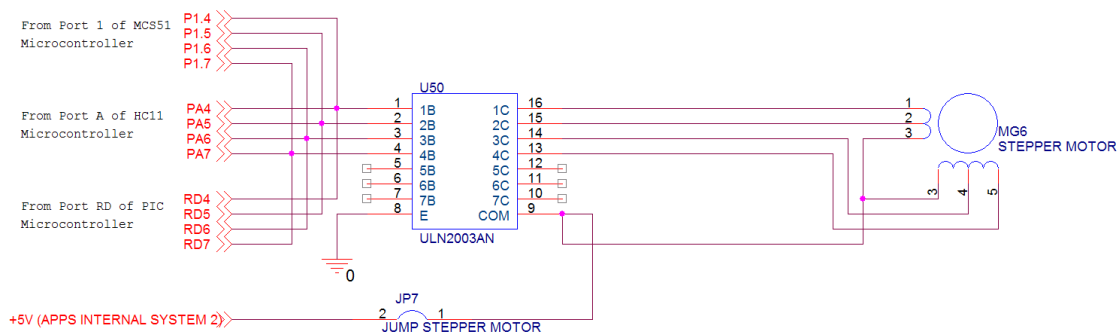 From Port 1 of MCS51
Microcontroller
P1.4
P1.5
P1.6
P1.7
From Port A of HC11
Microcontroller
PA4
PA5
PA6
PA7
From Port RD of PIC
Microcontroller
RD4
RD5
RD6
RD7
U50
1 1B 1C 16
2 2B 2C 15
3 3B 3C 14
4 4B 4C 13
5 5B 5C 12
6 6B 6C 11
7 7B 7C 10
8 E COM 9
ULN2003AN
0
1
2
3
MG6
STEPPER MOTOR
3 4 5
+5V (APPS INTERNAL SYSTEM 2)
JP7
2 1
JUMP STEPPER MOTOR